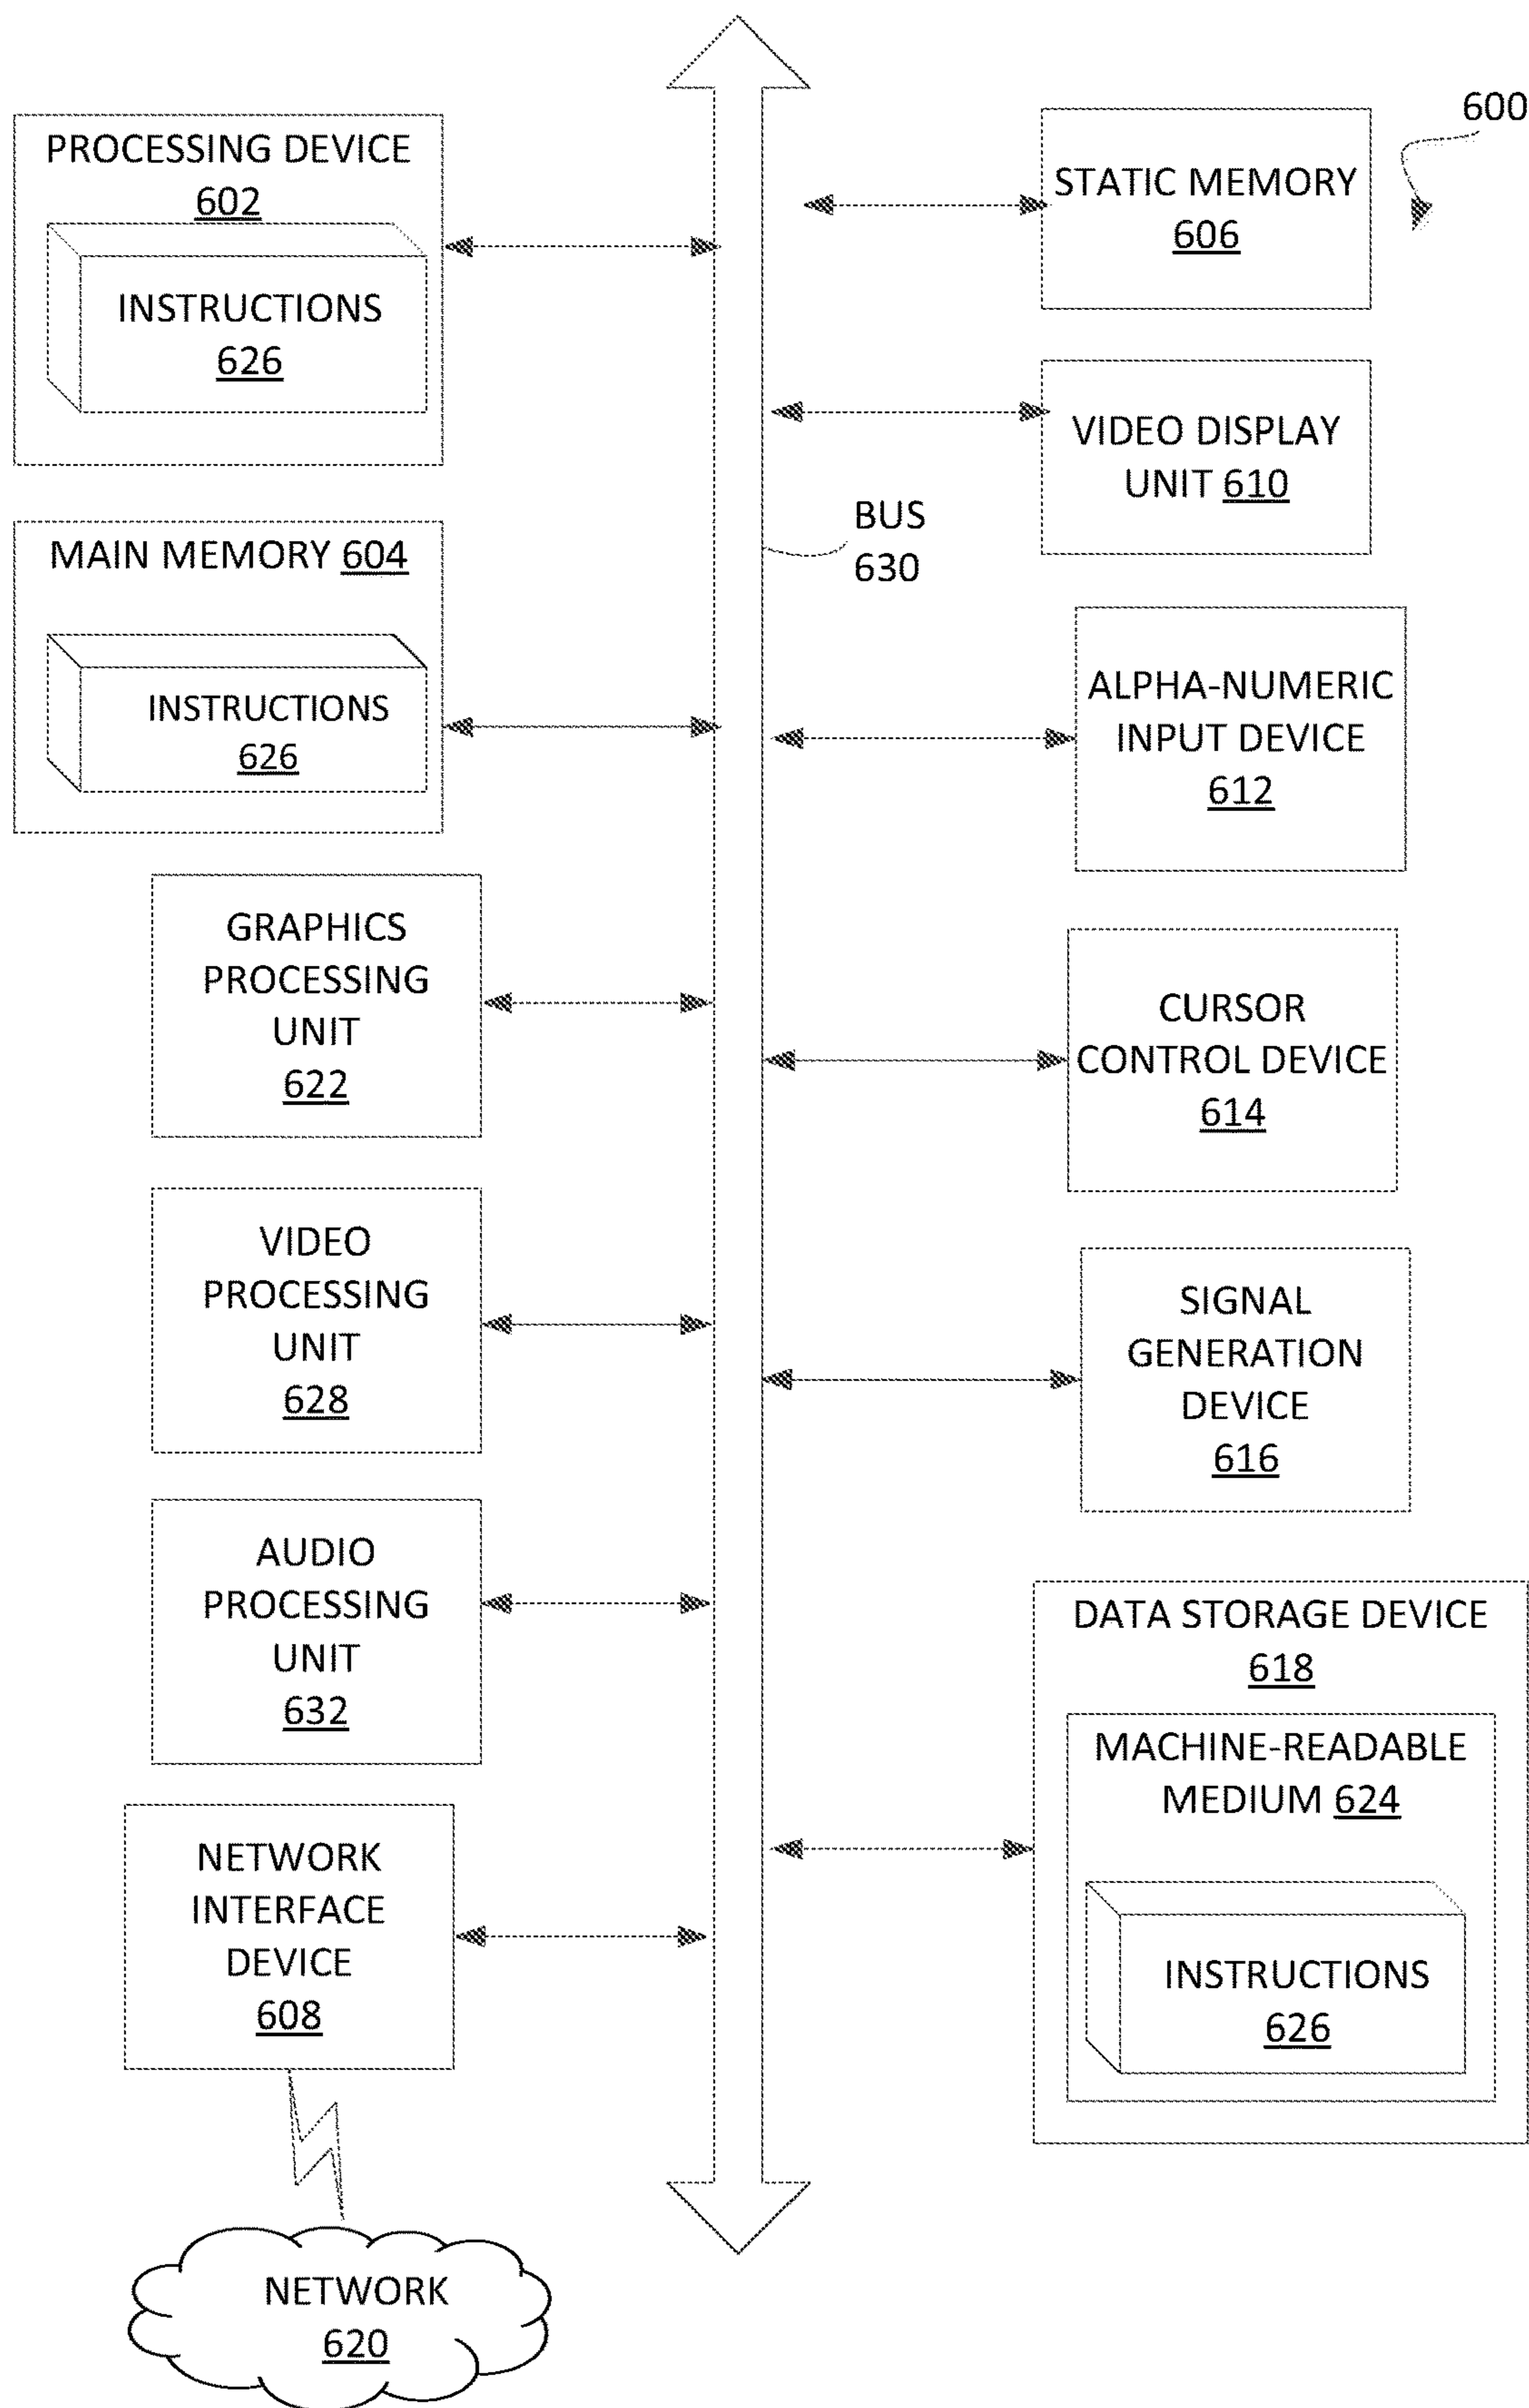 600
PROCESSING DEVICE
602
INSTRUCTIONS
626
STATIC MEMORY
606
VIDEO DISPLAY
UNIT 610
BUS
630
MAIN MEMORY 604
INSTRUCTIONS
626
ALPHA-NUMERIC
INPUT DEVICE
612
GRAPHICS
PROCESSING
UNIT
622
CURSOR
CONTROL DEVICE
614
VIDEO
PROCESSING
UNIT
628
SIGNAL
GENERATION
DEVICE
616
AUDIO
PROCESSING
UNIT
632
DATA STORAGE DEVICE
618
MACHINE-READABLE
MEDIUM 624
INSTRUCTIONS
626
NETWORK
INTERFACE
DEVICE
608
NETWORK
620